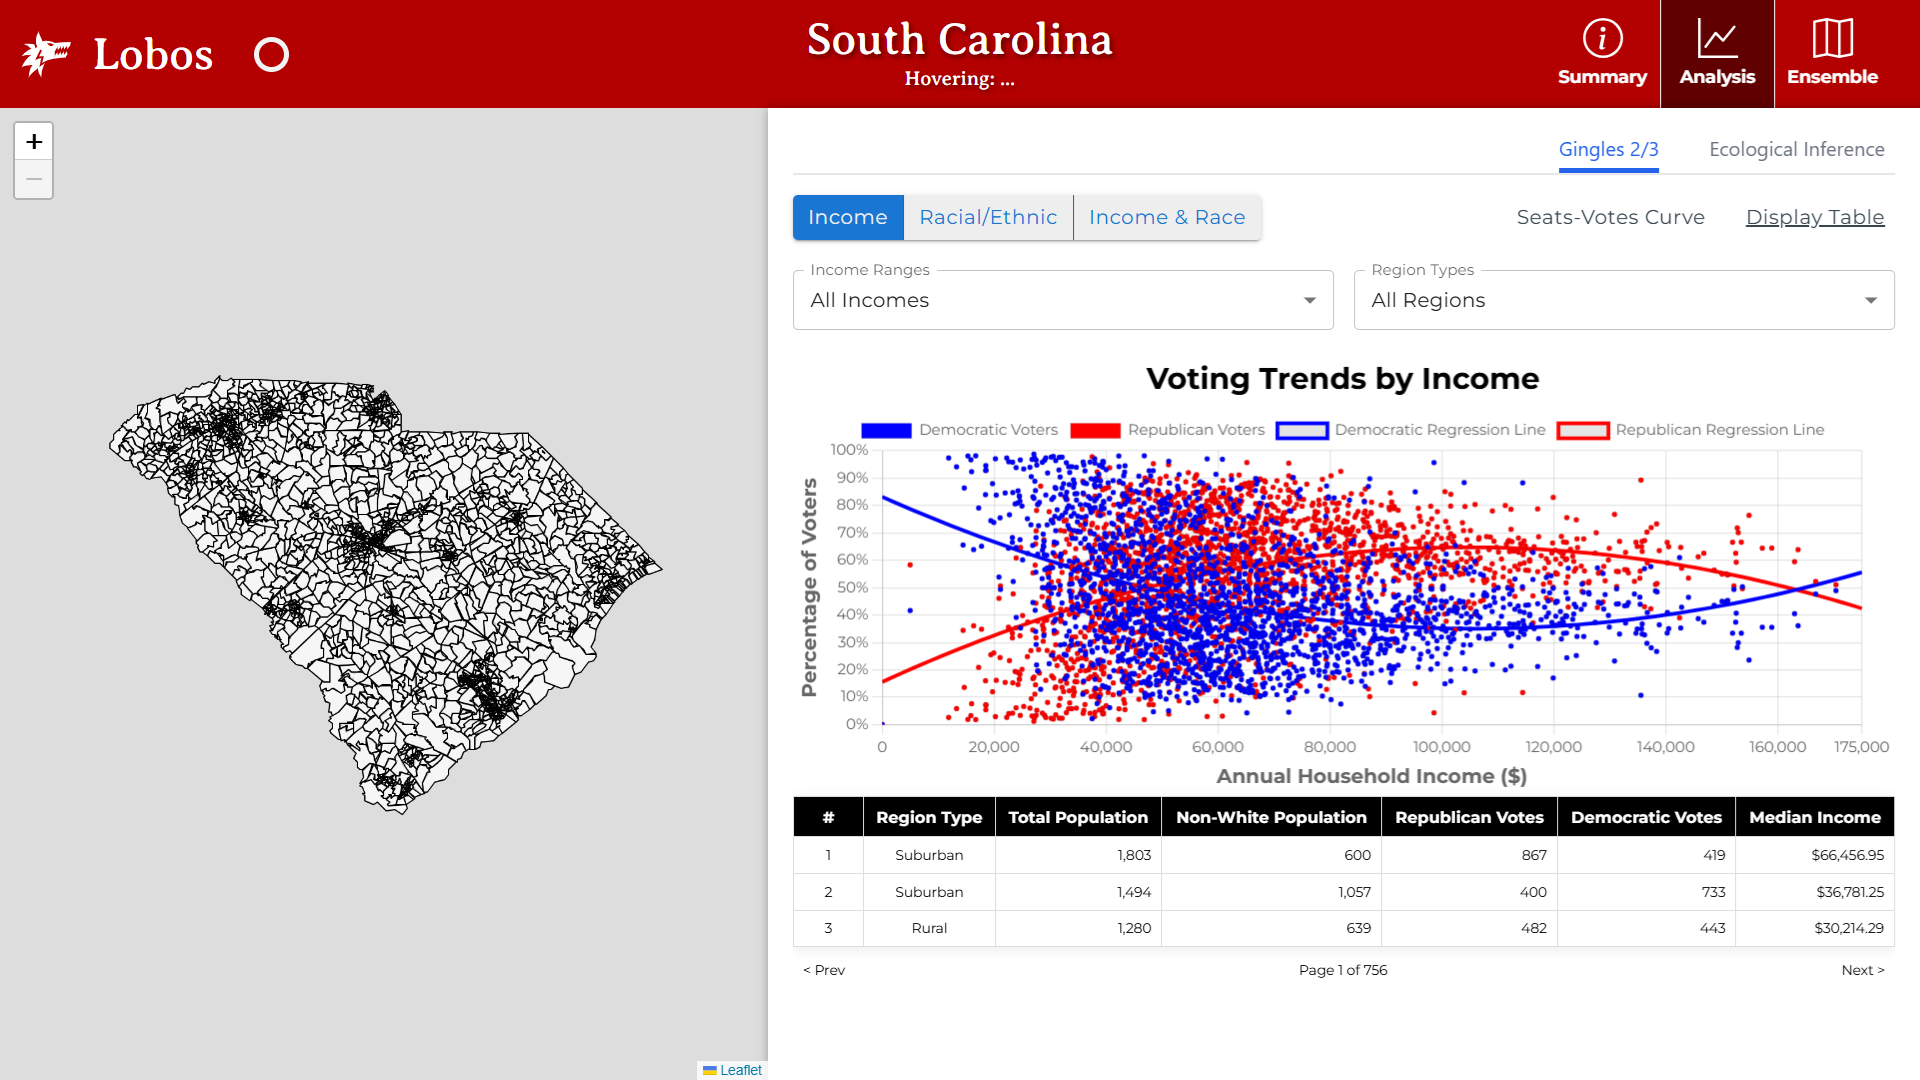 Lobos
South Carolina
Hovering: ...
Summary
Analysis
Ensemble
+
−
Gingles 2/3
Ecological Inference
Income
Racial/Ethnic
Income & Race
Seats-Votes Curve
Display Table
Income Ranges
All Incomes
Region Types
All Regions
Voting Trends by Income
Democratic Voters
Republican Voters
Democratic Regression Line
Republican Regression Line
Percentage of Voters
100%
90%
80%
70%
60%
50%
40%
30%
20%
10%
0%
0 20,000 40,000 60,000 80,000 100,000 120,000 140,000 160,000 175,000
Annual Household Income ($)
# Region Type Total Population Non-White Population Republican Votes Democratic Votes Median Income
1 Suburban 1,803 600 867 419 $66,456.95
2 Suburban 1,494 1,057 400 733 $36,781.25
3 Rural 1,280 639 482 443 $30,214.29
< Prev
Page 1 of 756
Next >
Leaflet